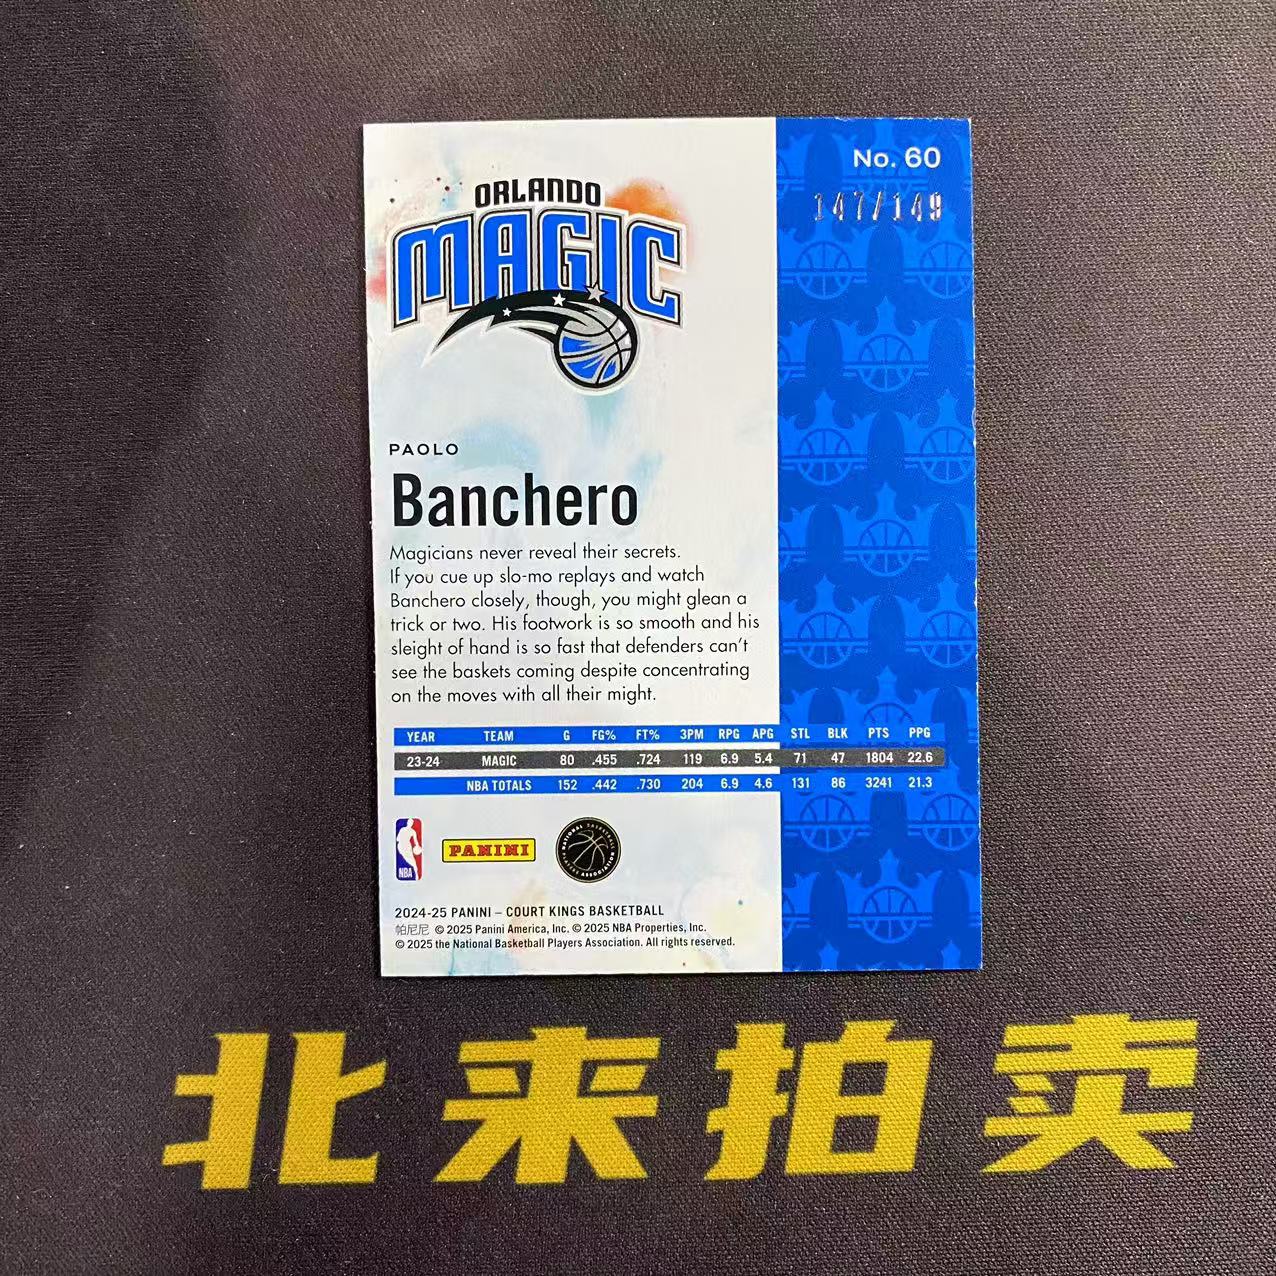 No. 60
147/149
ORLANDO
MAGIC
PAOLO
Banchero
Magicians never reveal their secrets.
If you cue up slo-mo replays and watch
Banchero closely, though, you might glean a
trick or two. His footwork is so smooth and his
sleight of hand is so fast that defenders can't
see the baskets coming despite concentrating
on the moves with all their might.
YEAR TEAM G FG% FT% 3PM RPG APG STL BLK PTS PPG
23-24 MAGIC 80 .455 .724 119 6.9 5.4 71 47 1804 22.6
NBA TOTALS 152 .442 .730 204 6.9 4.6 131 86 3241 21.3
NBA
PANINI
NATIONAL BASKETBALL PLAYERS ASSOCIATION
2024-25 PANINI – COURT KINGS BASKETBALL
帕尼尼 © 2025 Panini America, Inc. © 2025 NBA Properties, Inc.
© 2025 the National Basketball Players Association. All rights reserved.
北来拍卖